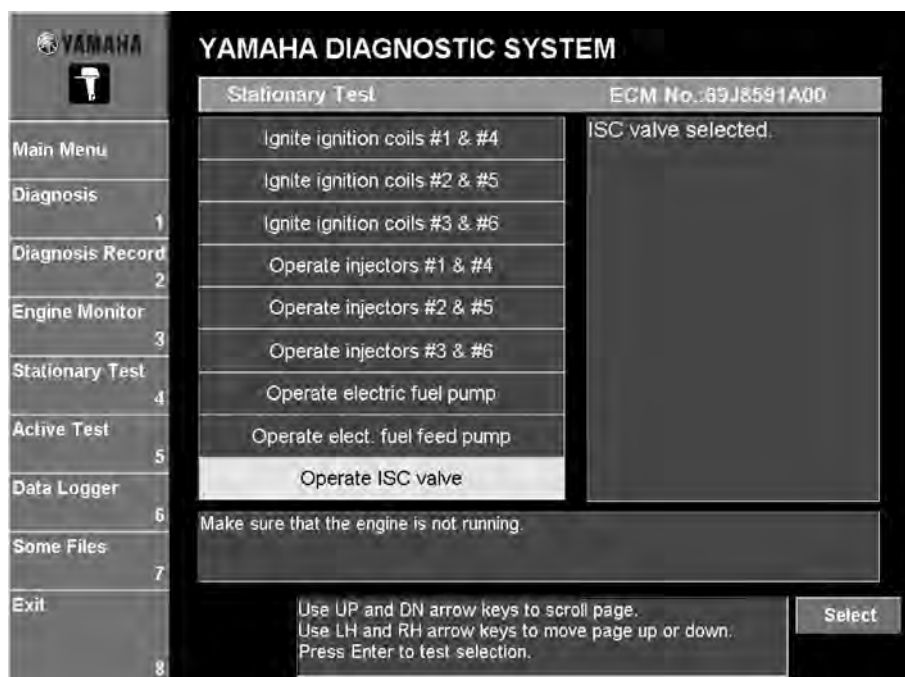 YAMAHA
YAMAHA DIAGNOSTIC SYSTEM
Stationary Test
ECM No.:69J8591A00
Main Menu
Diagnosis
1
Diagnosis Record
2
Engine Monitor
3
Stationary Test
4
Active Test
5
Data Logger
6
Some Files
7
Exit
8
Ignite ignition coils #1 & #4
Ignite ignition coils #2 & #5
Ignite ignition coils #3 & #6
Operate injectors #1 & #4
Operate injectors #2 & #5
Operate injectors #3 & #6
Operate electric fuel pump
Operate elect. fuel feed pump
Operate ISC valve
ISC valve selected.
Make sure that the engine is not running.
Use UP and DN arrow keys to scroll page.
Use LH and RH arrow keys to move page up or down.
Press Enter to test selection.
Select